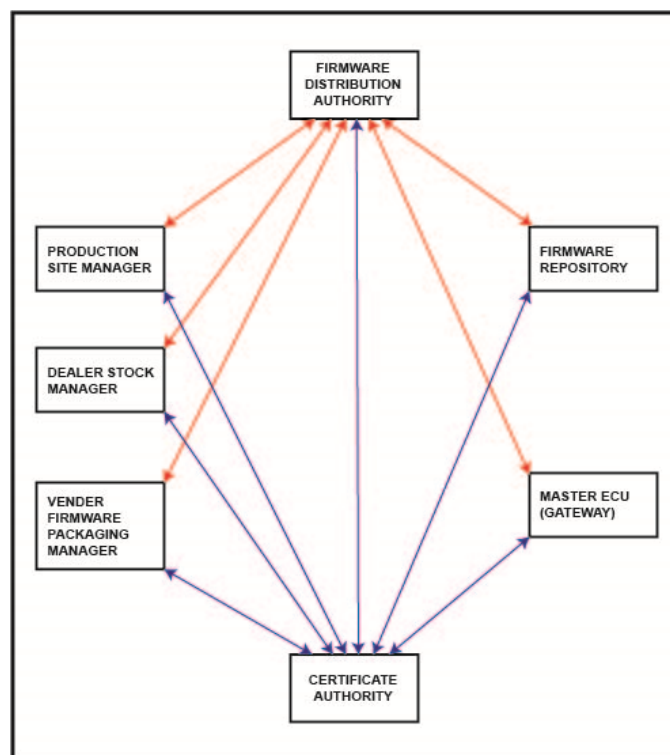 FIRMWARE
DISTRIBUTION
AUTHORITY
PRODUCTION
SITE MANAGER
FIRMWARE
REPOSITORY
DEALER STOCK
MANAGER
VENDER
FIRMWARE
PACKAGING
MANAGER
MASTER ECU
(GATEWAY)
CERTIFICATE
AUTHORITY